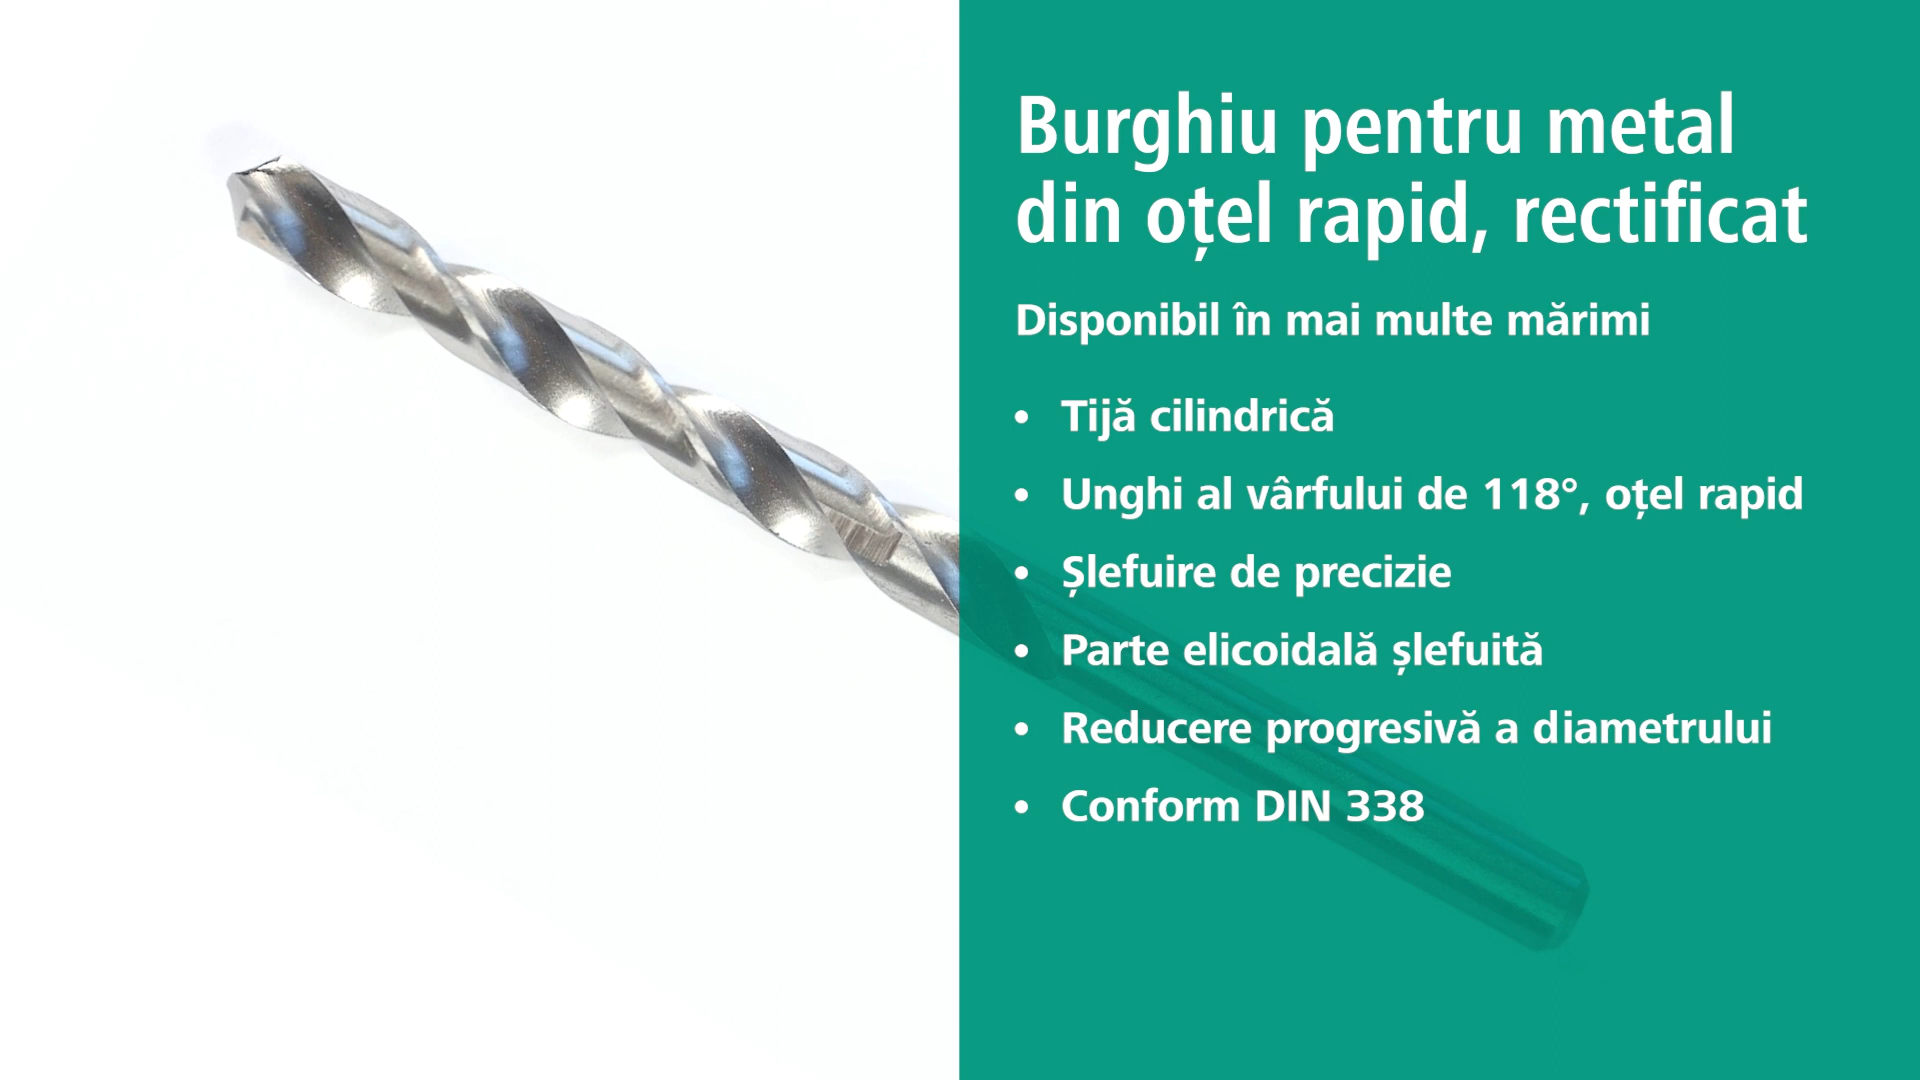 Burghiu pentru metal
din oțel rapid, rectificat
Disponibil în mai multe mărimi
• Tijă cilindrică
• Unghi al vârfului de 118°, oțel rapid
• Șlefuire de precizie
• Parte elicoidală șlefuită
• Reducere progresivă a diametrului
• Conform DIN 338